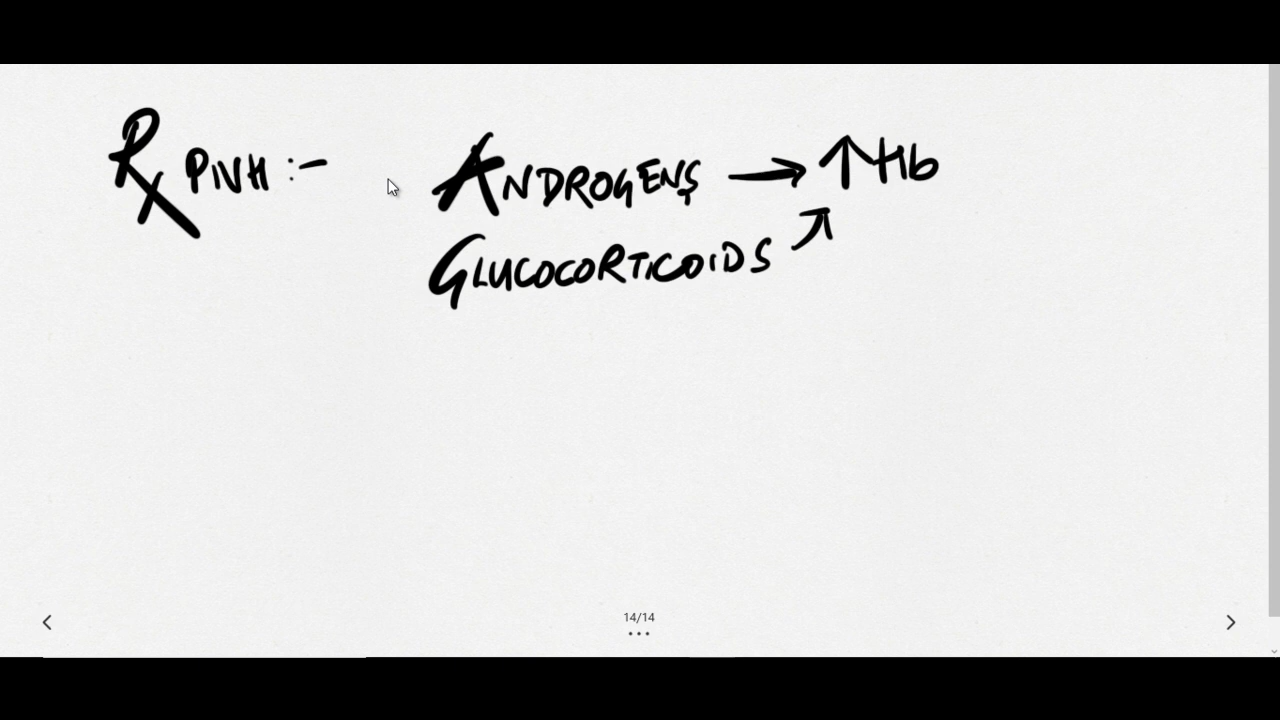 Rx PNH :- ANDROGENS → ↑ Hb
GLUCOCORTICOIDS ↗
14/14